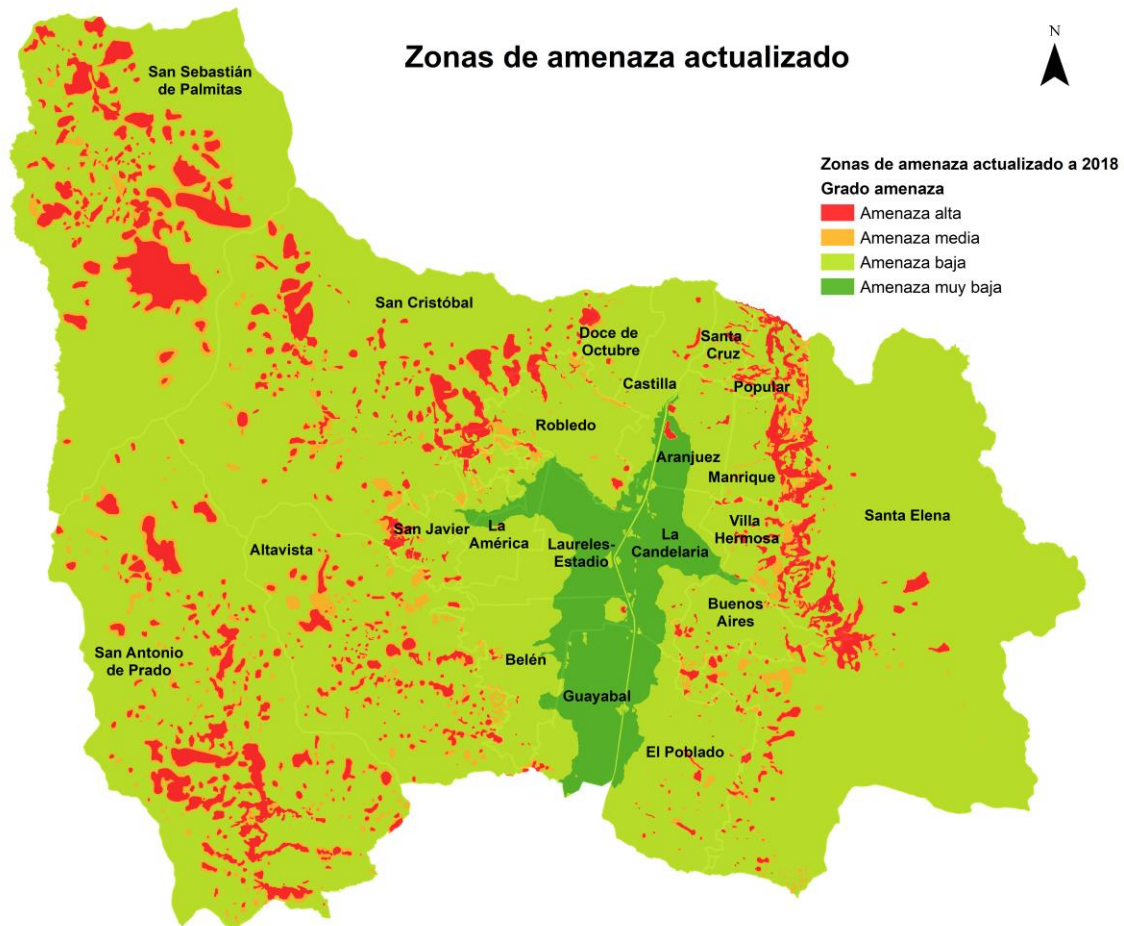 Zonas de amenaza actualizado
N
Zonas de amenaza actualizado a 2018
Grado amenaza
Amenaza alta
Amenaza media
Amenaza baja
Amenaza muy baja
San Sebastián
de Palmitas
San Cristóbal
Doce de
Octubre
Santa
Cruz
Castilla
Popular
Robledo
Aranjuez
Manrique
Santa Elena
San Javier
La
América
Laureles-
Estadio
La
Candelaria
Villa
Hermosa
Altavista
Buenos
Aires
San Antonio
de Prado
Belén
Guayabal
El Poblado